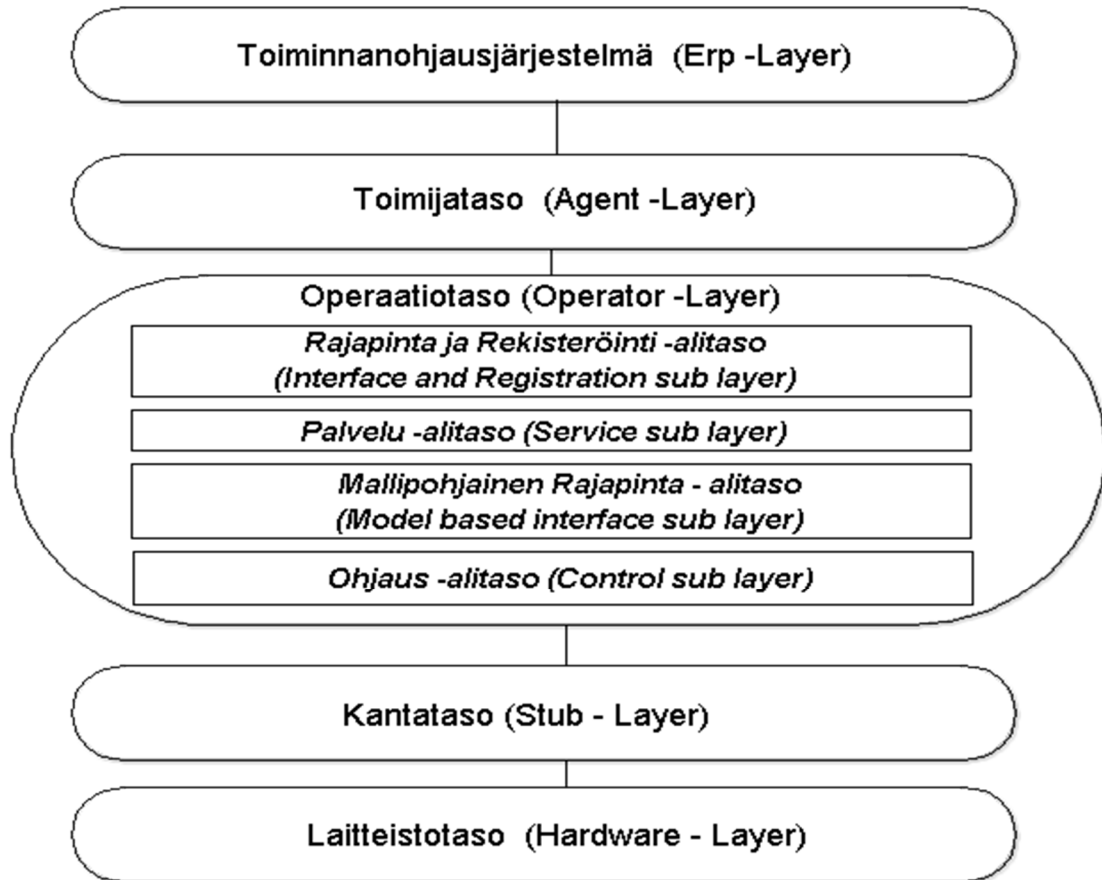 Toiminnanohjausjärjestelmä (Erp -Layer)
Toimijataso (Agent -Layer)
Operaatiotaso (Operator -Layer)
Rajapinta ja Rekisteröinti -alitaso
(Interface and Registration sub layer)
Palvelu -alitaso (Service sub layer)
Mallipohjainen Rajapinta - alitaso
(Model based interface sub layer)
Ohjaus -alitaso (Control sub layer)
Kantataso (Stub - Layer)
Laitteistotaso (Hardware - Layer)